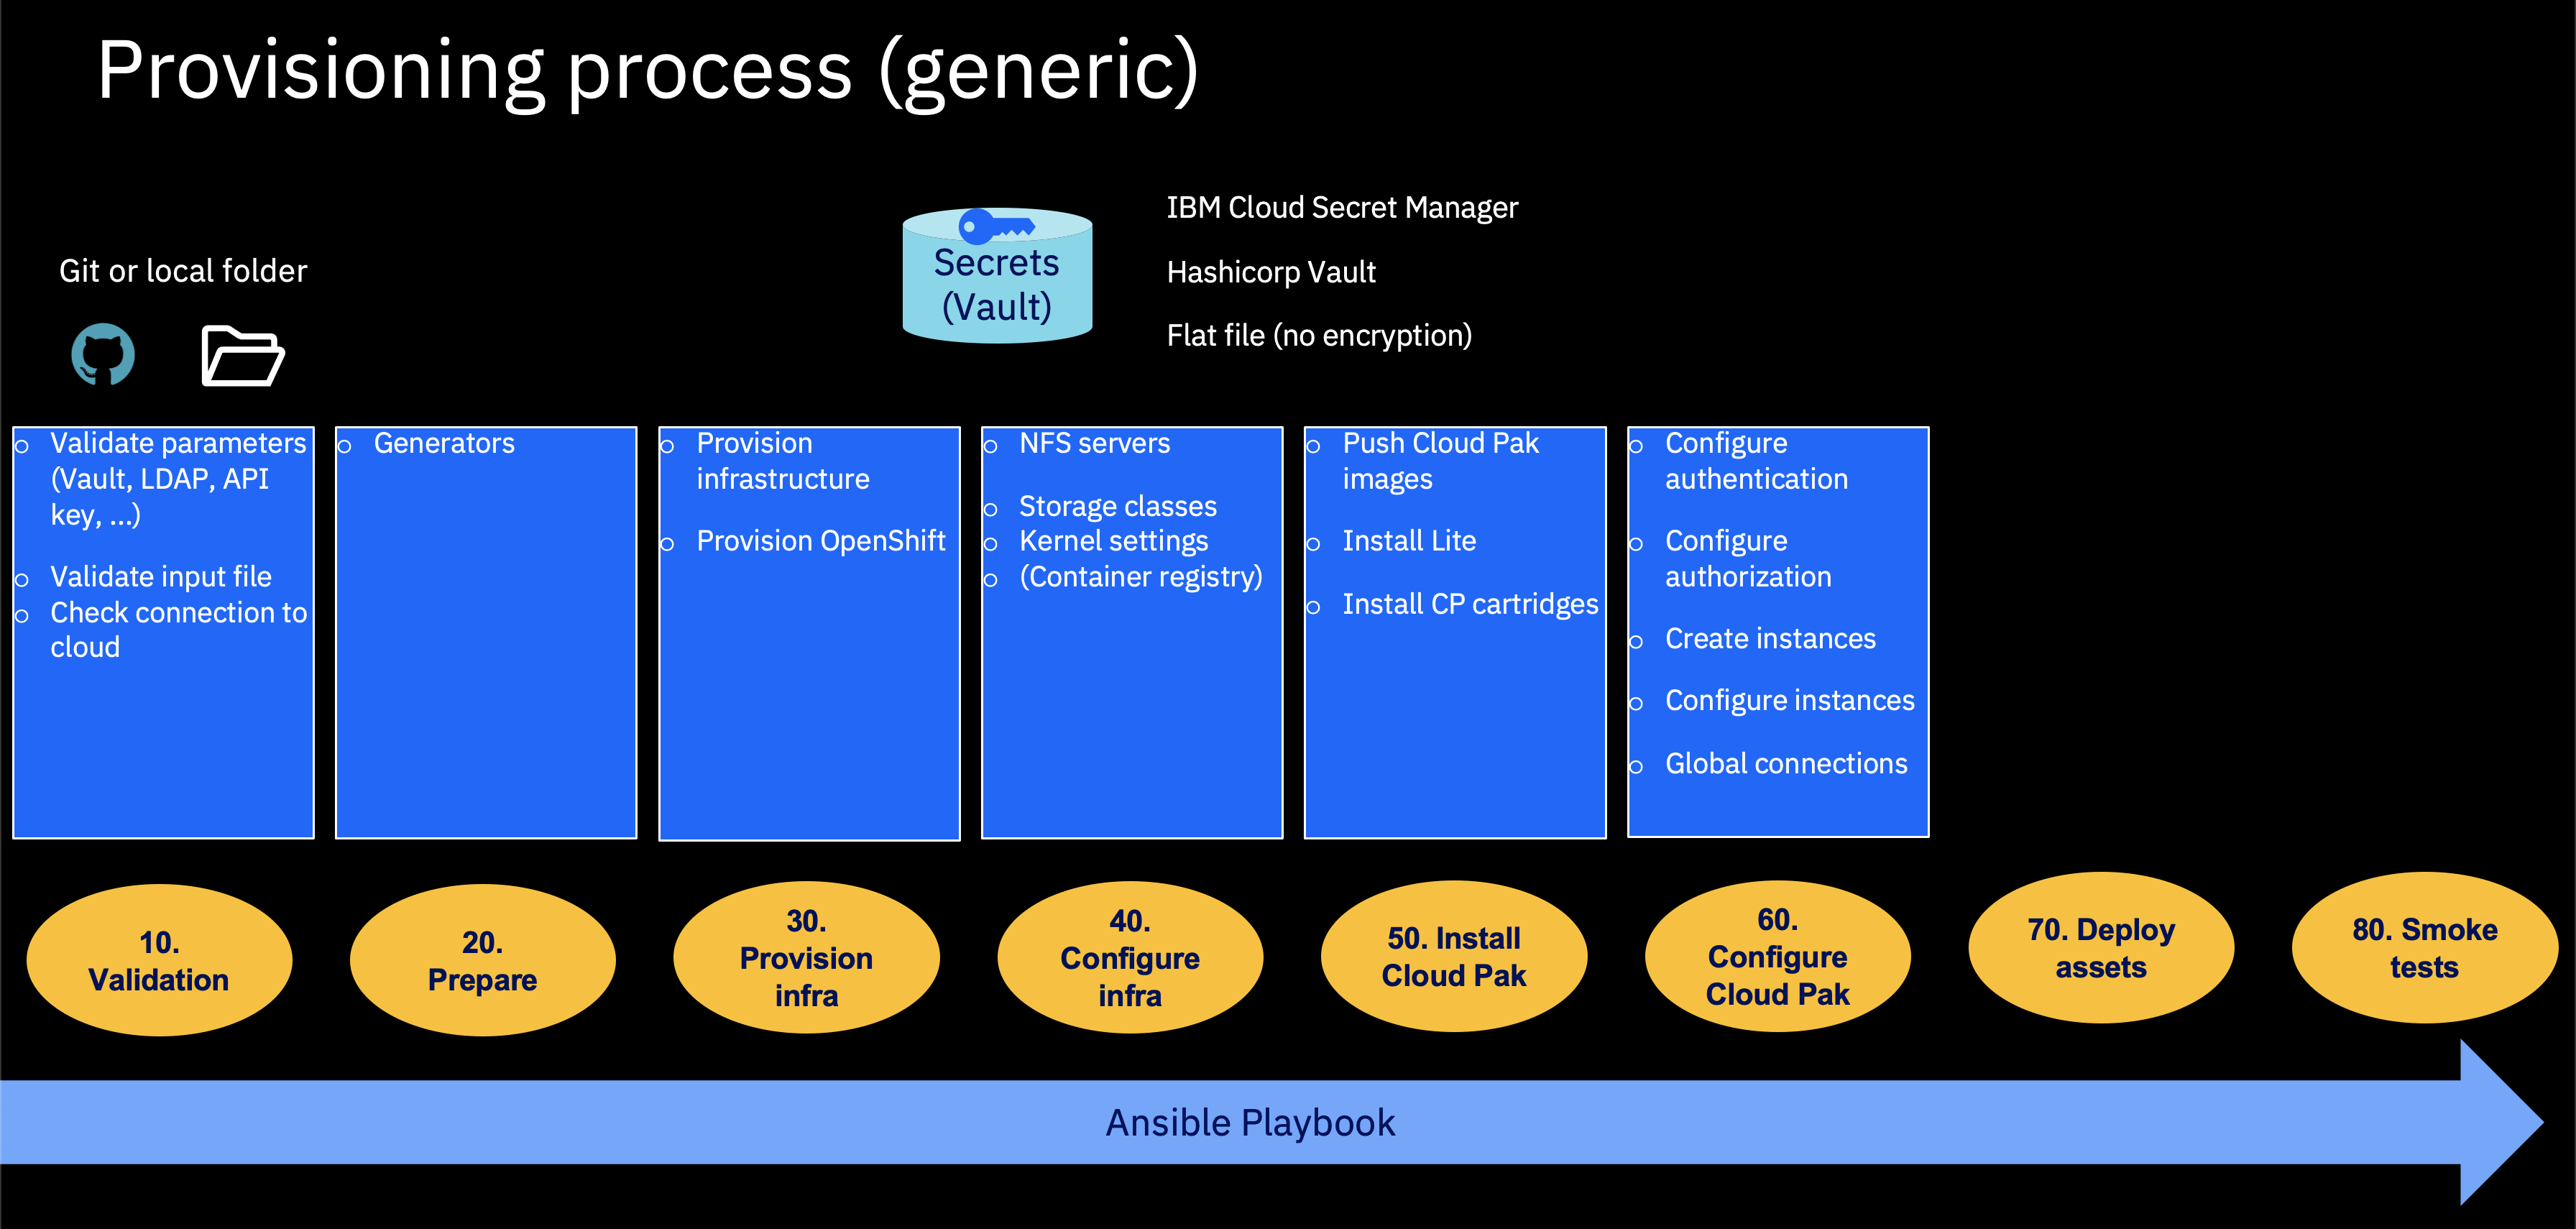 Provisioning process (generic)
Git or local folder
Secrets
(Vault)
IBM Cloud Secret Manager
Hashicorp Vault
Flat file (no encryption)
Validate parameters
(Vault, LDAP, API
key, ...)
Validate input file
Check connection to
cloud
Generators
Provision
infrastructure
Provision OpenShift
NFS servers
Storage classes
Kernel settings
(Container registry)
Push Cloud Pak
images
Install Lite
Install CP cartridges
Configure
authentication
Configure
authorization
Create instances
Configure instances
Global connections
10.
Validation
20.
Prepare
30.
Provision
infra
40.
Configure
infra
50. Install
Cloud Pak
60.
Configure
Cloud Pak
70. Deploy
assets
80. Smoke
tests
Ansible Playbook